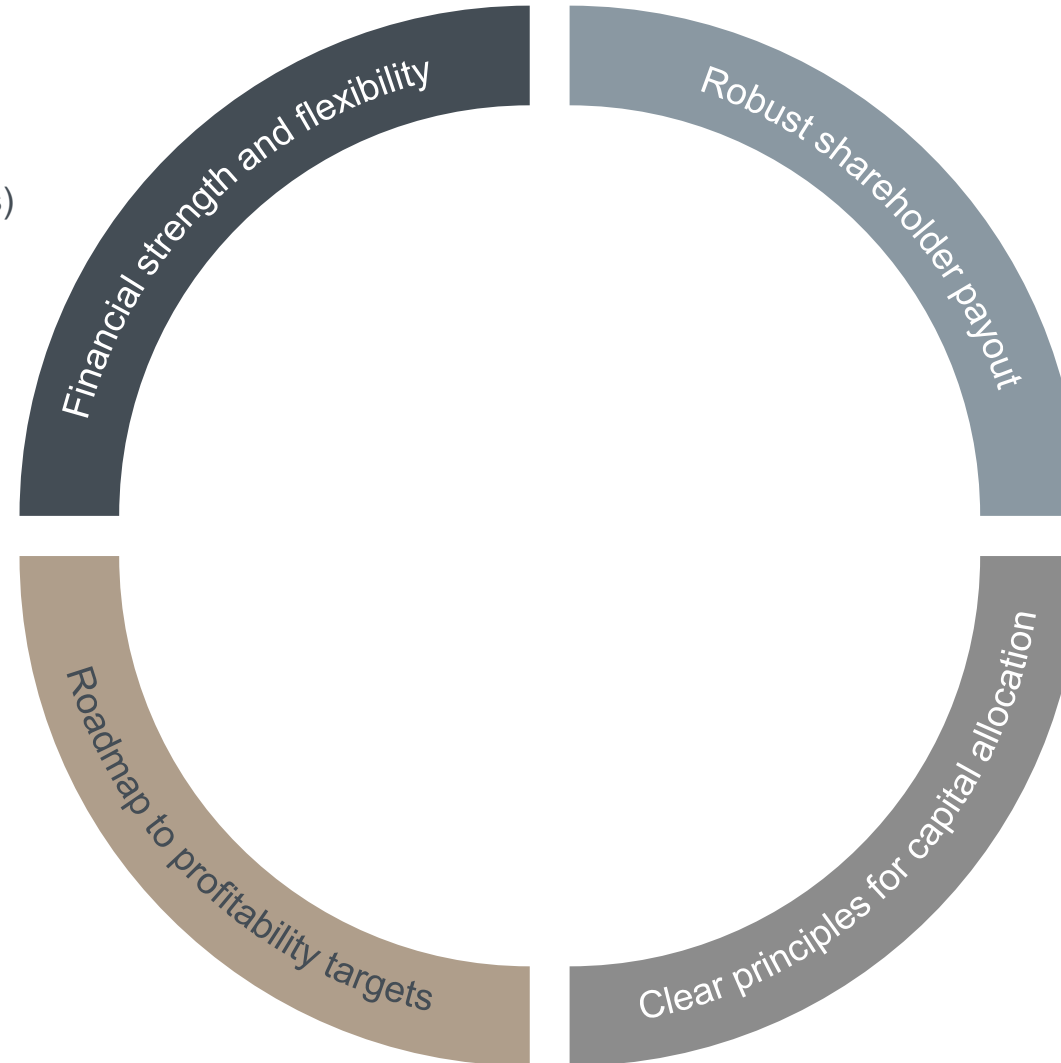 Financial strength and flexibility
Robust shareholder payout
Roadmap to profitability targets
Clear principles for capital allocation